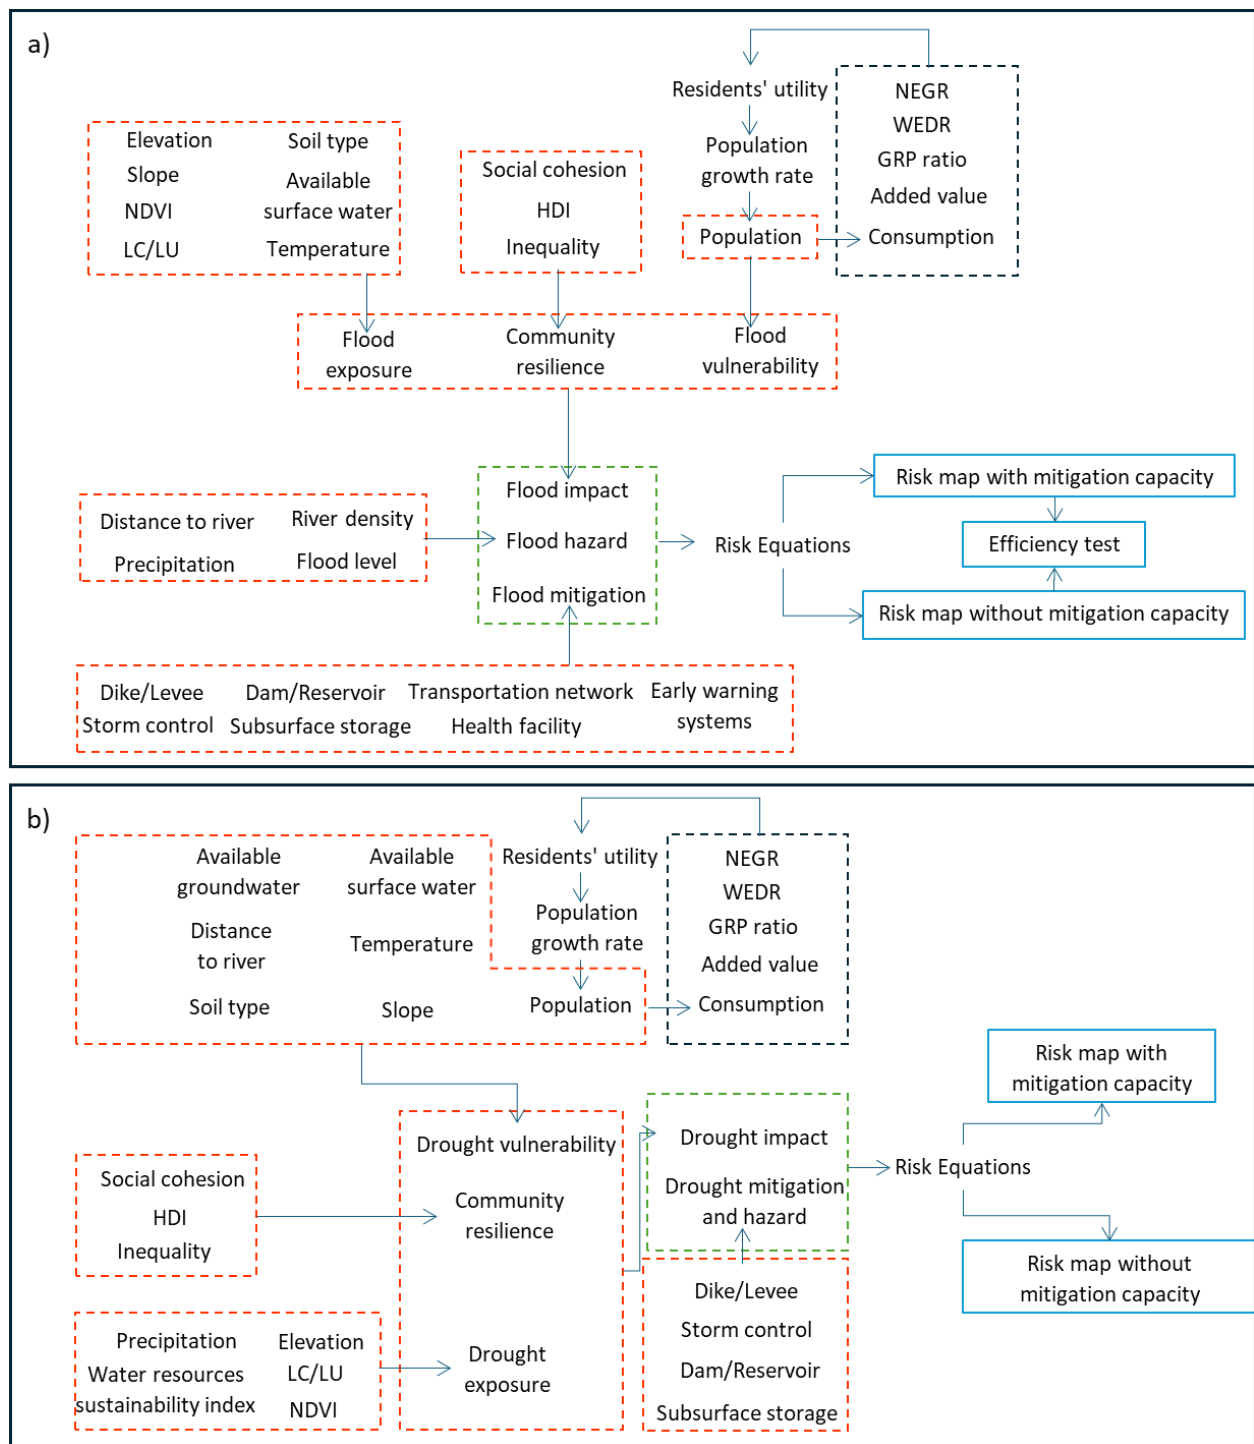 a)
Residents' utility
Population
growth rate
Population
NEGR
WEDR
GRP ratio
Added value
Consumption
Elevation
Slope
NDVI
LC/LU
Soil type
Available
surface water
Temperature
Social cohesion
HDI
Inequality
Flood
exposure
Community
resilience
Flood
vulnerability
Distance to river
Precipitation
River density
Flood level
Flood impact
Flood hazard
Flood mitigation
Risk Equations
Risk map with mitigation capacity
Efficiency test
Risk map without mitigation capacity
Dike/Levee
Storm control
Dam/Reservoir
Subsurface storage
Transportation network
Health facility
Early warning
systems
b)
Available
groundwater
Distance
to river
Soil type
Available
surface water
Temperature
Slope
Residents' utility
Population
growth rate
Population
NEGR
WEDR
GRP ratio
Added value
Consumption
Social cohesion
HDI
Inequality
Precipitation
Water resources
sustainability index
Elevation
LC/LU
NDVI
Drought vulnerability
Community
resilience
Drought
exposure
Drought impact
Drought mitigation
and hazard
Dike/Levee
Storm control
Dam/Reservoir
Subsurface storage
Risk Equations
Risk map with
mitigation capacity
Risk map without
mitigation capacity